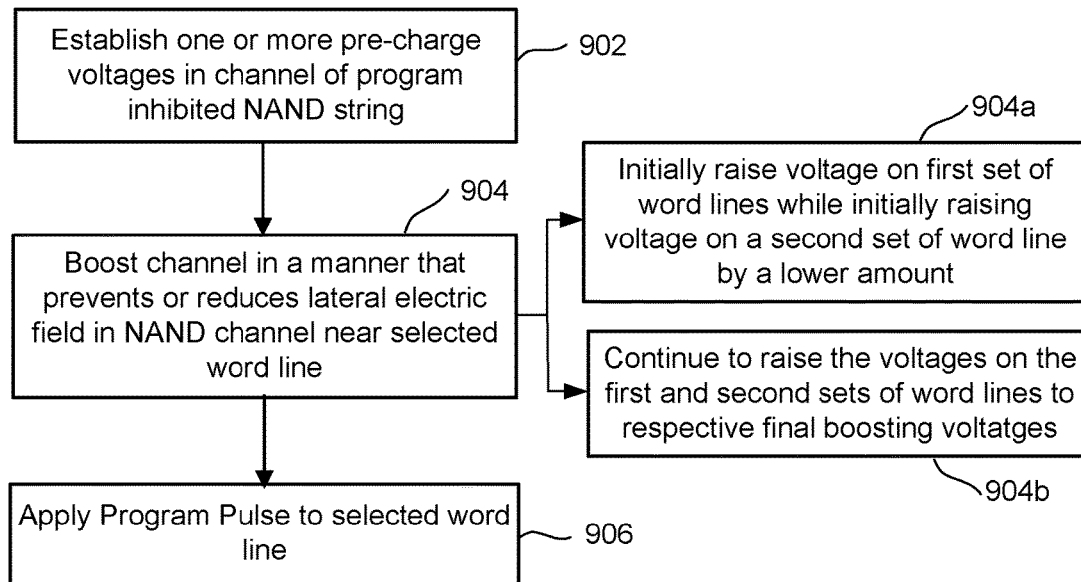 Establish one or more pre-charge
voltages in channel of program
inhibited NAND string
902
904a
Initially raise voltage on first set of
word lines while initially raising
voltage on a second set of word line
by a lower amount
904
Boost channel in a manner that
prevents or reduces lateral electric
field in NAND channel near selected
word line
Continue to raise the voltages on the
first and second sets of word lines to
respective final boosting voltatges
904b
Apply Program Pulse to selected word
line
906